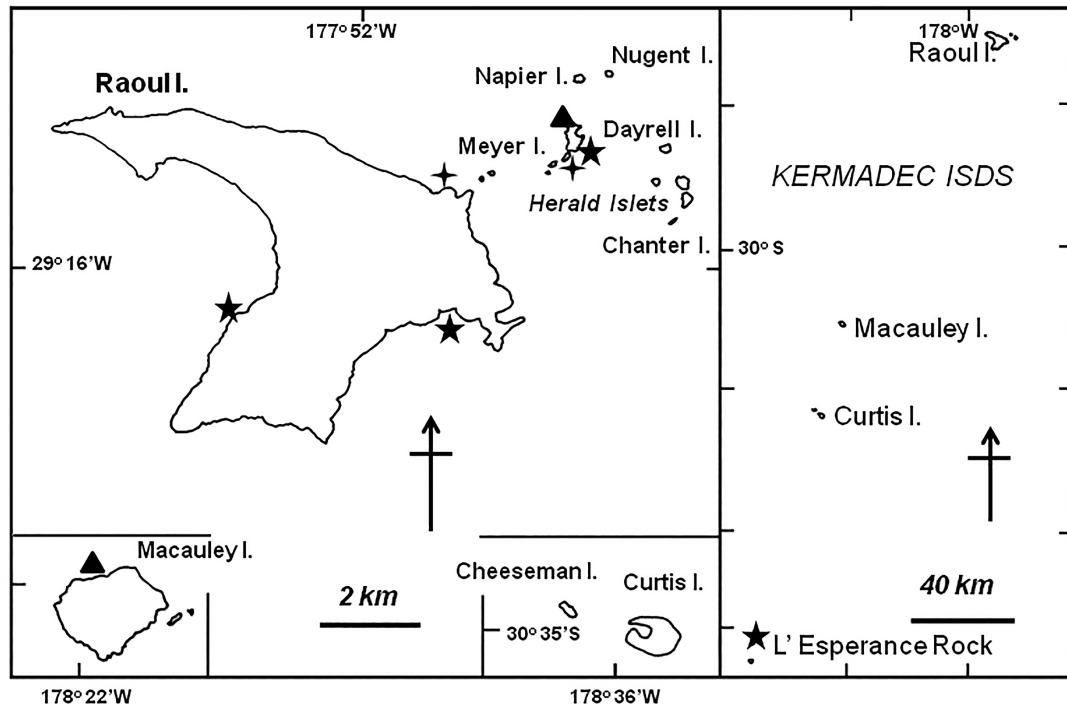 177° 52'W
178° W
Nugent I.
Raoul I.
Napier I.
Raoul I.
Dayrell I.
Meyer I.
KERMADEC ISDS
Herald Islets
Chanter I.
30° S
29° 16'W
Macauley I.
Curtis I.
Macauley I.
Cheeseman I.
Curtis I.
2 km
40 km
30° 35'S
L' Esperance Rock
178° 22'W
178° 36'W